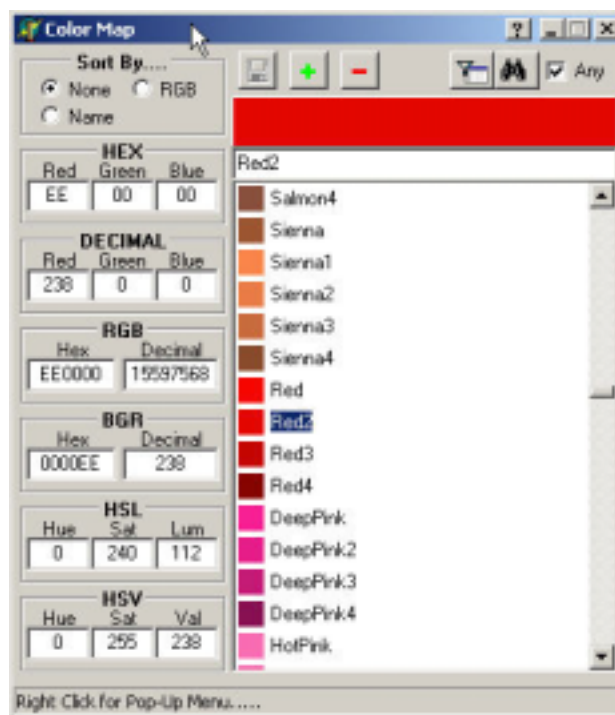 Color Map
Sort By....
None RGB
Name
Any
HEX
Red Green Blue
EE 00 00
DECIMAL
Red Green Blue
238 0 0
RGB
Hex Decimal
EE0000 15597568
BGR
Hex Decimal
0000EE 238
HSL
Hue Sat Lum
0 240 112
HSV
Hue Sat Val
0 255 238
Red2
Salmon4
Sienna
Sienna1
Sienna2
Sienna3
Sienna4
Red
Red2
Red3
Red4
DeepPink
DeepPink2
DeepPink3
DeepPink4
HotPink
Right Click for Pop-Up Menu.....